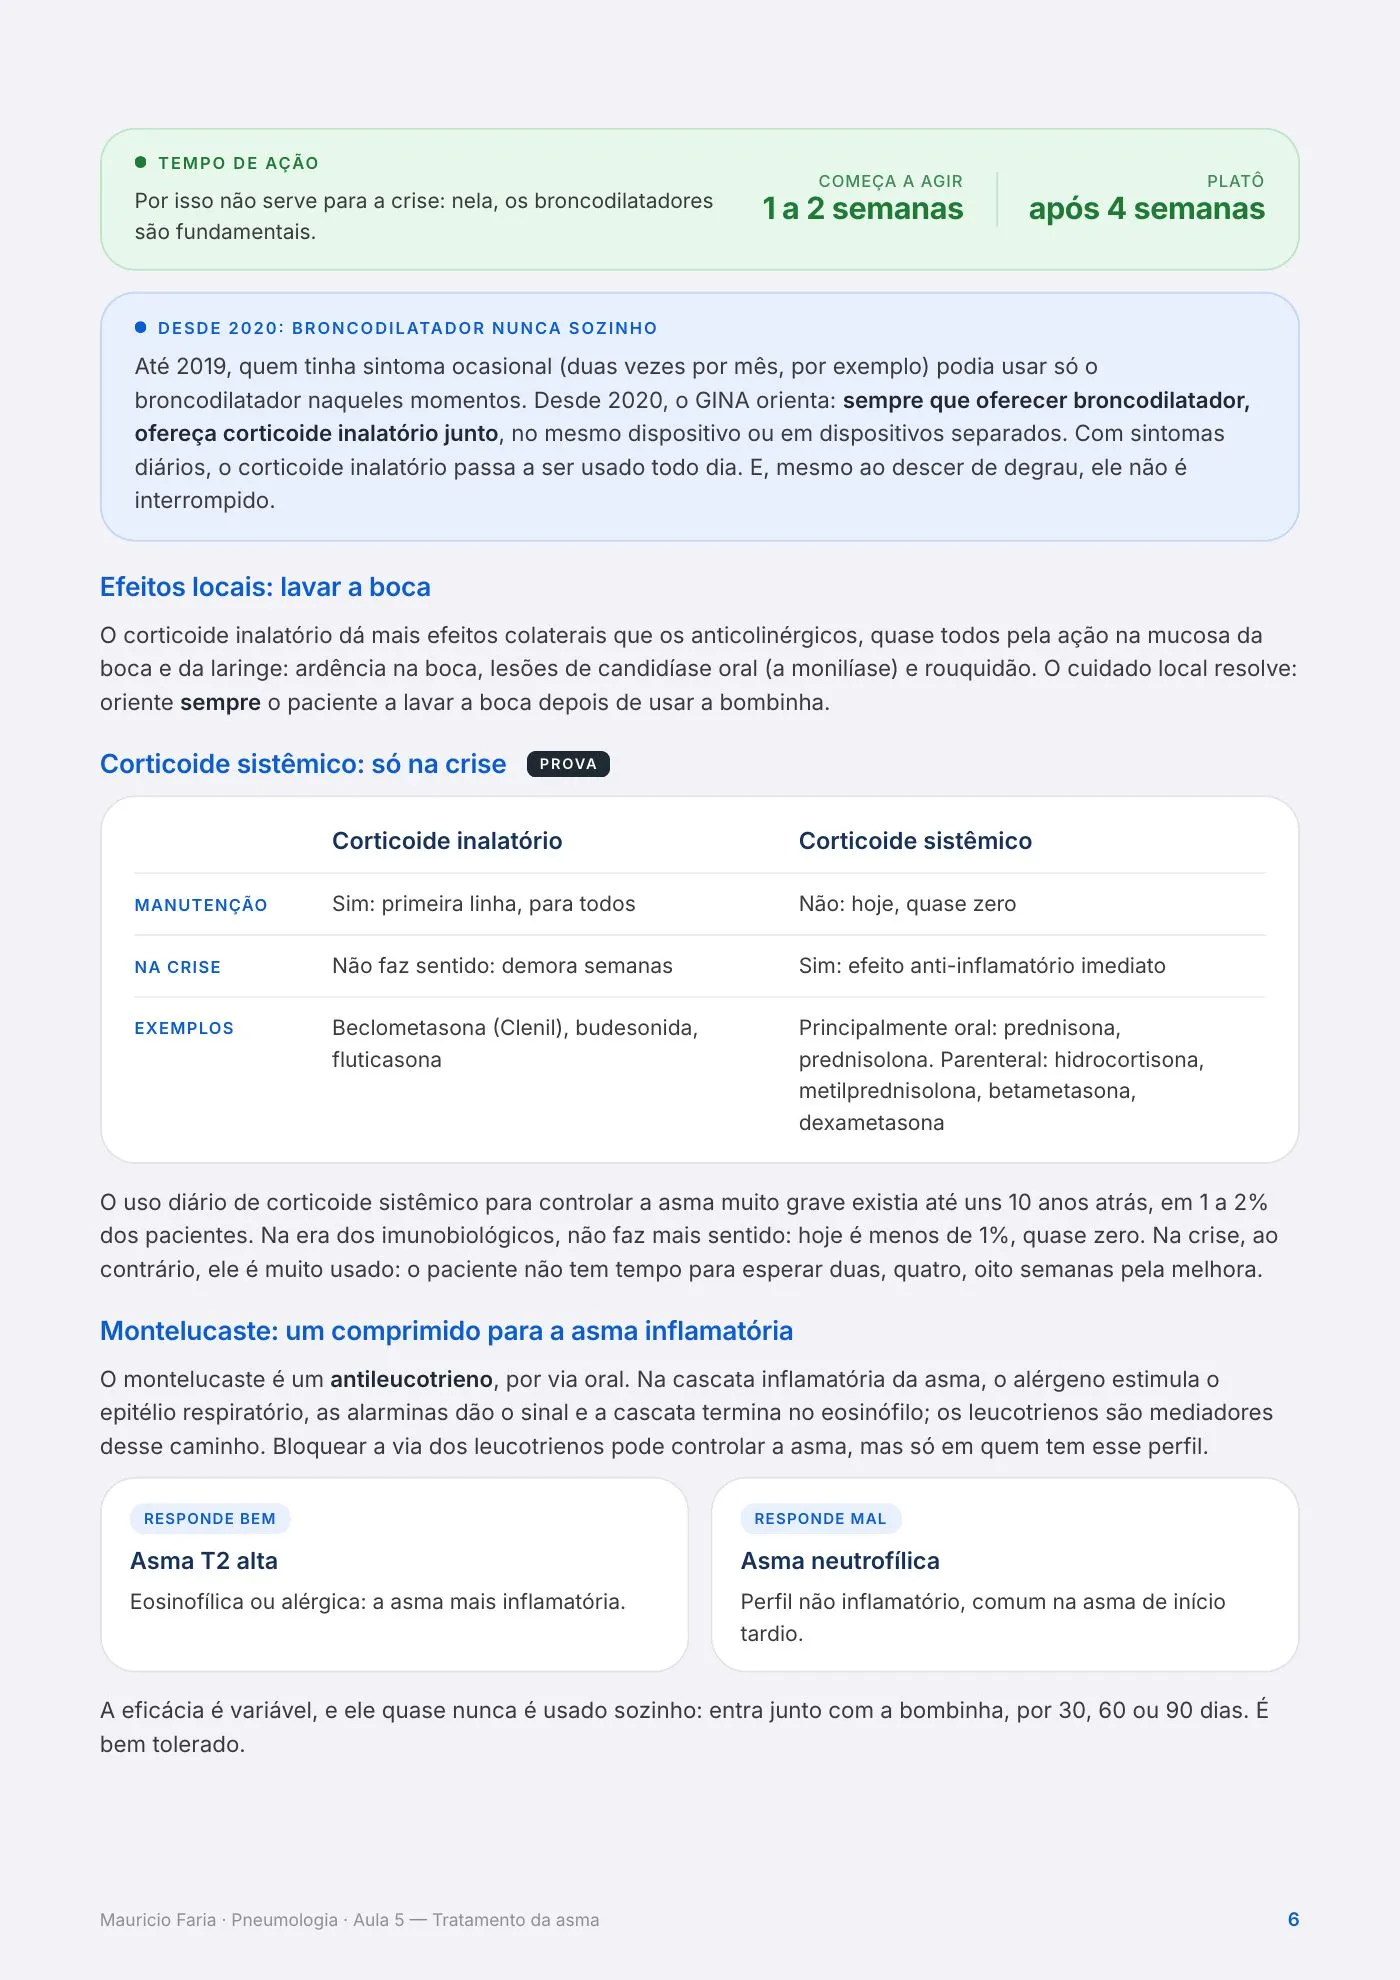 TEMPO DE AÇÃO
Por isso não serve para a crise: nela, os broncodilatadores
são fundamentais.
COMEÇA A AGIR
1 a 2 semanas
PLATÔ
após 4 semanas
DESDE 2020: BRONCODILATADOR NUNCA SOZINHO
Até 2019, quem tinha sintoma ocasional (duas vezes por mês, por exemplo) podia usar só o
broncodilatador naqueles momentos. Desde 2020, o GINA orienta: sempre que oferecer broncodilatador,
ofereça corticoide inalatório junto, no mesmo dispositivo ou em dispositivos separados. Com sintomas
diários, o corticoide inalatório passa a ser usado todo dia. E, mesmo ao descer de degrau, ele não é
interrompido.
Efeitos locais: lavar a boca
O corticoide inalatório dá mais efeitos colaterais que os anticolinérgicos, quase todos pela ação na mucosa da
boca e da laringe: ardência na boca, lesões de candidíase oral (a monilíase) e rouquidão. O cuidado local resolve:
oriente sempre o paciente a lavar a boca depois de usar a bombinha.
Corticoide sistêmico: só na crise PROVA
Corticoide inalatório Corticoide sistêmico
MANUTENÇÃO Sim: primeira linha, para todos Não: hoje, quase zero
NA CRISE Não faz sentido: demora semanas Sim: efeito anti-inflamatório imediato
EXEMPLOS Beclometasona (Clenil), budesonida, Principalmente oral: prednisona,
fluticasona prednisolona. Parenteral: hidrocortisona,
metilprednisolona, betametasona,
dexametasona
O uso diário de corticoide sistêmico para controlar a asma muito grave existia até uns 10 anos atrás, em 1 a 2%
dos pacientes. Na era dos imunobiológicos, não faz mais sentido: hoje é menos de 1%, quase zero. Na crise, ao
contrário, ele é muito usado: o paciente não tem tempo para esperar duas, quatro, oito semanas pela melhora.
Montelucaste: um comprimido para a asma inflamatória
O montelucaste é um antileucotrieno, por via oral. Na cascata inflamatória da asma, o alérgeno estimula o
epitélio respiratório, as alarminas dão o sinal e a cascata termina no eosinófilo; os leucotrienos são mediadores
desse caminho. Bloquear a via dos leucotrienos pode controlar a asma, mas só em quem tem esse perfil.
RESPONDE BEM
Asma T2 alta
Eosinofílica ou alérgica: a asma mais inflamatória.
RESPONDE MAL
Asma neutrofílica
Perfil não inflamatório, comum na asma de início
tardio.
A eficácia é variável, e ele quase nunca é usado sozinho: entra junto com a bombinha, por 30, 60 ou 90 dias. É
bem tolerado.
Mauricio Faria · Pneumologia · Aula 5 — Tratamento da asma 6